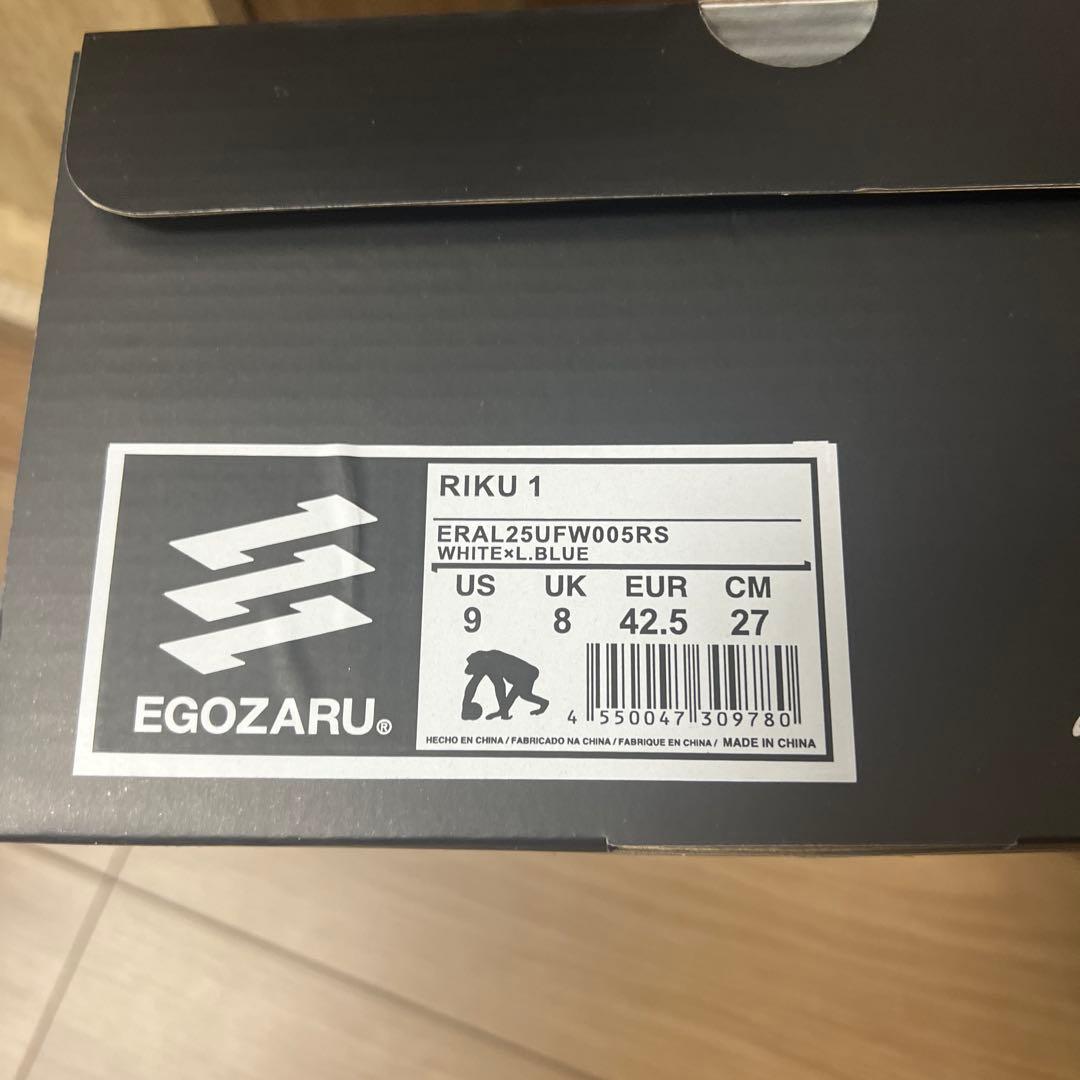 RIKU 1
ERAL25UFW005RS
WHITE×L.BLUE
US UK EUR CM
9 8 42.5 27
4 550047 309780
HECHO EN CHINA / FABRICADO NA CHINA / FABRIQUE EN CHINA / MADE IN CHINA
EGOZARU®